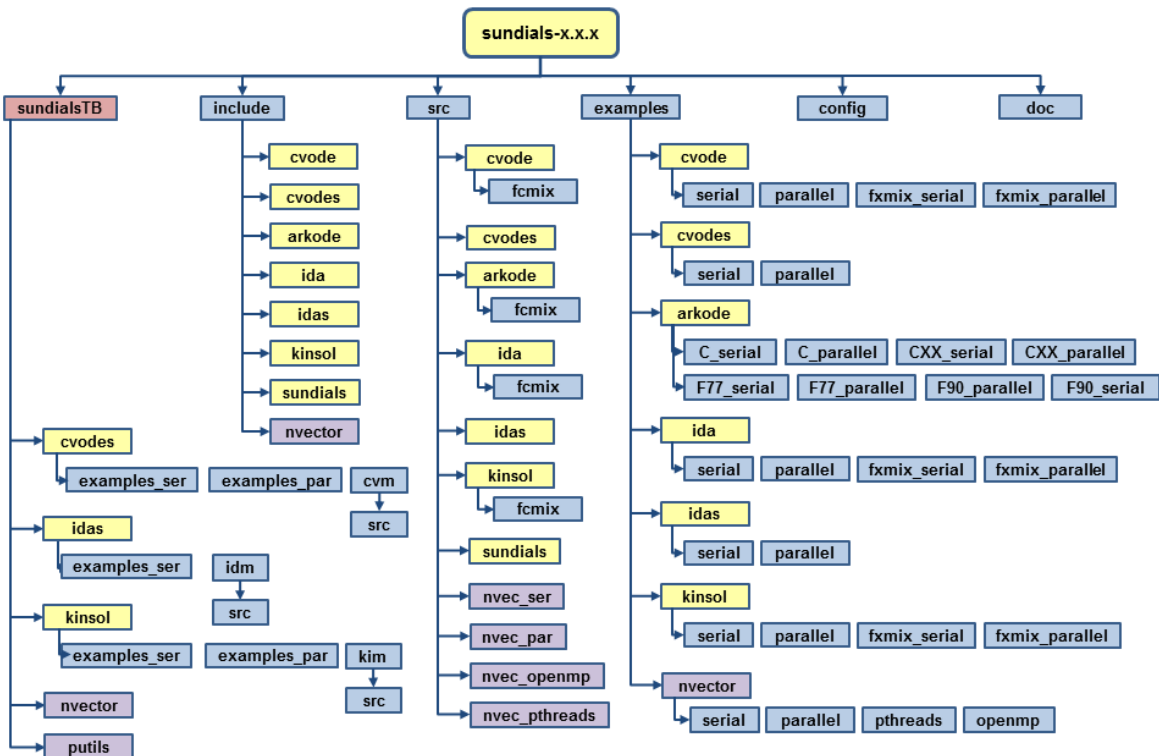 sundials-x.x.x
sundialsTB
include
src
examples
config
doc
cvodes
examples_ser
examples_par
cvm
src
idas
examples_ser
idm
src
kinsol
examples_ser
examples_par
kim
src
nvector
putils
cvode
cvodes
arkode
ida
idas
kinsol
sundials
nvector
cvode
fcmix
cvodes
arkode
fcmix
ida
fcmix
idas
kinsol
fcmix
sundials
nvec_ser
nvec_par
nvec_openmp
nvec_pthreads
cvode
serial parallel fxmix_serial fxmix_parallel
cvodes
serial parallel
arkode
C_serial C_parallel CXX_serial CXX_parallel
F77_serial F77_parallel F90_parallel F90_serial
ida
serial parallel fxmix_serial fxmix_parallel
idas
serial parallel
kinsol
serial parallel fxmix_serial fxmix_parallel
nvector
serial parallel pthreads openmp